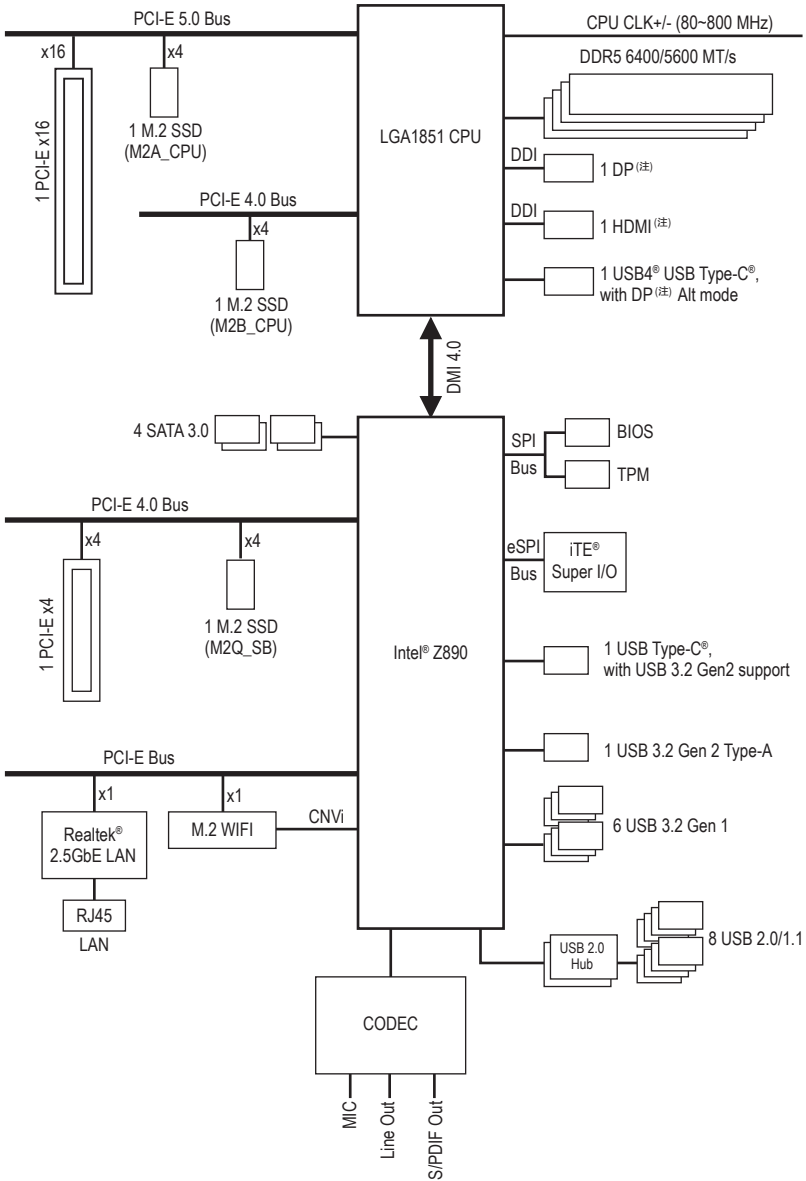 PCI-E 5.0 Bus
CPU CLK+/- (80~800 MHz)
x16
x4
DDR5 6400/5600 MT/s
1 PCI-E x16
1 M.2 SSD
(M2A_CPU)
LGA1851 CPU
DDI
1 DP(注)
PCI-E 4.0 Bus
x4
DDI
1 HDMI(注)
1 M.2 SSD
(M2B_CPU)
1 USB4® USB Type-C®,
with DP(注) Alt mode
DMI 4.0
4 SATA 3.0
SPI
Bus
BIOS
TPM
PCI-E 4.0 Bus
x4
x4
eSPI
Bus
iTE®
Super I/O
1 PCI-E x4
1 M.2 SSD
(M2Q_SB)
Intel® Z890
1 USB Type-C®,
with USB 3.2 Gen2 support
PCI-E Bus
1 USB 3.2 Gen 2 Type-A
x1
x1
Realtek®
2.5GbE LAN
M.2 WIFI
CNVi
6 USB 3.2 Gen 1
RJ45
LAN
USB 2.0
Hub
8 USB 2.0/1.1
CODEC
MIC
Line Out
S/PDIF Out